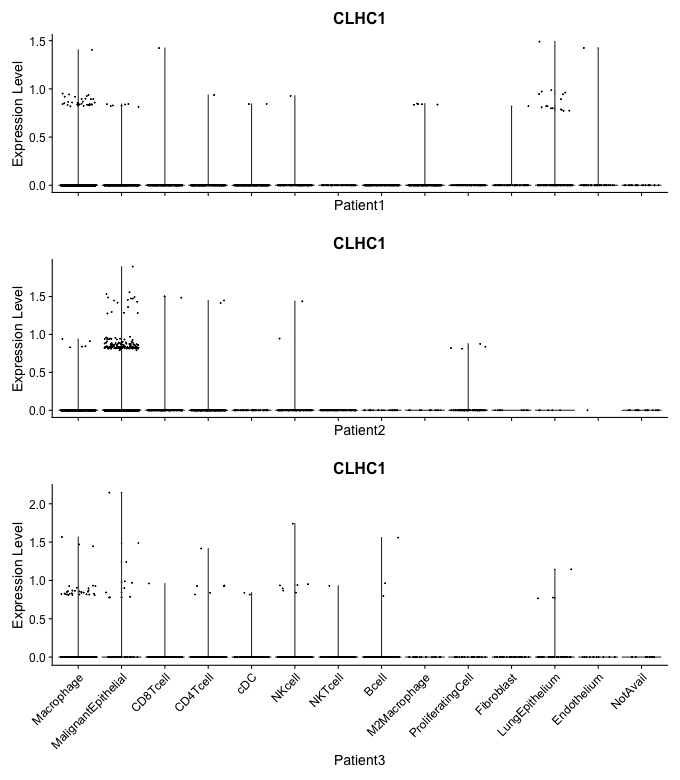 CLHC1
Expression Level
1.5
1.0
0.5
0.0
Patient1
CLHC1
Expression Level
1.5
1.0
0.5
0.0
Patient2
CLHC1
Expression Level
2.0
1.5
1.0
0.5
0.0
Macrophage
MalignantEpithelial
CD8Tcell
CD4Tcell
cDC
NKcell
NKTcell
Bcell
M2Macrophage
ProliferatingCell
Fibroblast
LungEpithelium
Endothelium
NotAvail
Patient3